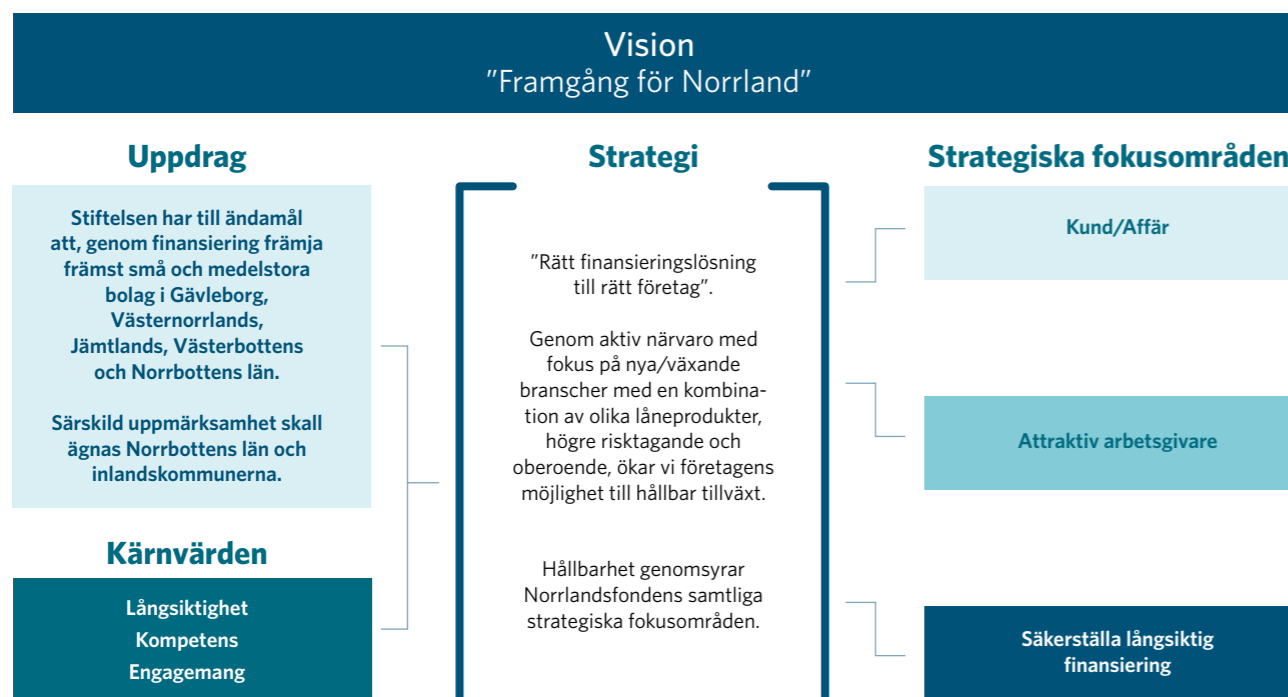 Vision
”Framgång för Norrland”
Uppdrag
Stiftelsen har till ändamål
att, genom finansiering främja
främst små och medelstora
bolag i Gävleborg,
Västernorrlands,
Jämtlands, Västerbottens
och Norrbottens län.
Särskild uppmärksamhet skall
ägnas Norrbottens län och
inlandskommunerna.
Kärnvärden
Långsiktighet
Kompetens
Engagemang
Strategi
”Rätt finansieringslösning
till rätt företag”.
Genom aktiv närvaro med
fokus på nya/växande
branscher med en kombina-
tion av olika låneprodukter,
högre risktagande och
oberoende, ökar vi företagens
möjlighet till hållbar tillväxt.
Hållbarhet genomsyrar
Norrlandsfondens samtliga
strategiska fokusområden.
Strategiska fokusområden
Kund/Affär
Attraktiv arbetsgivare
Säkerställa långsiktig
finansiering